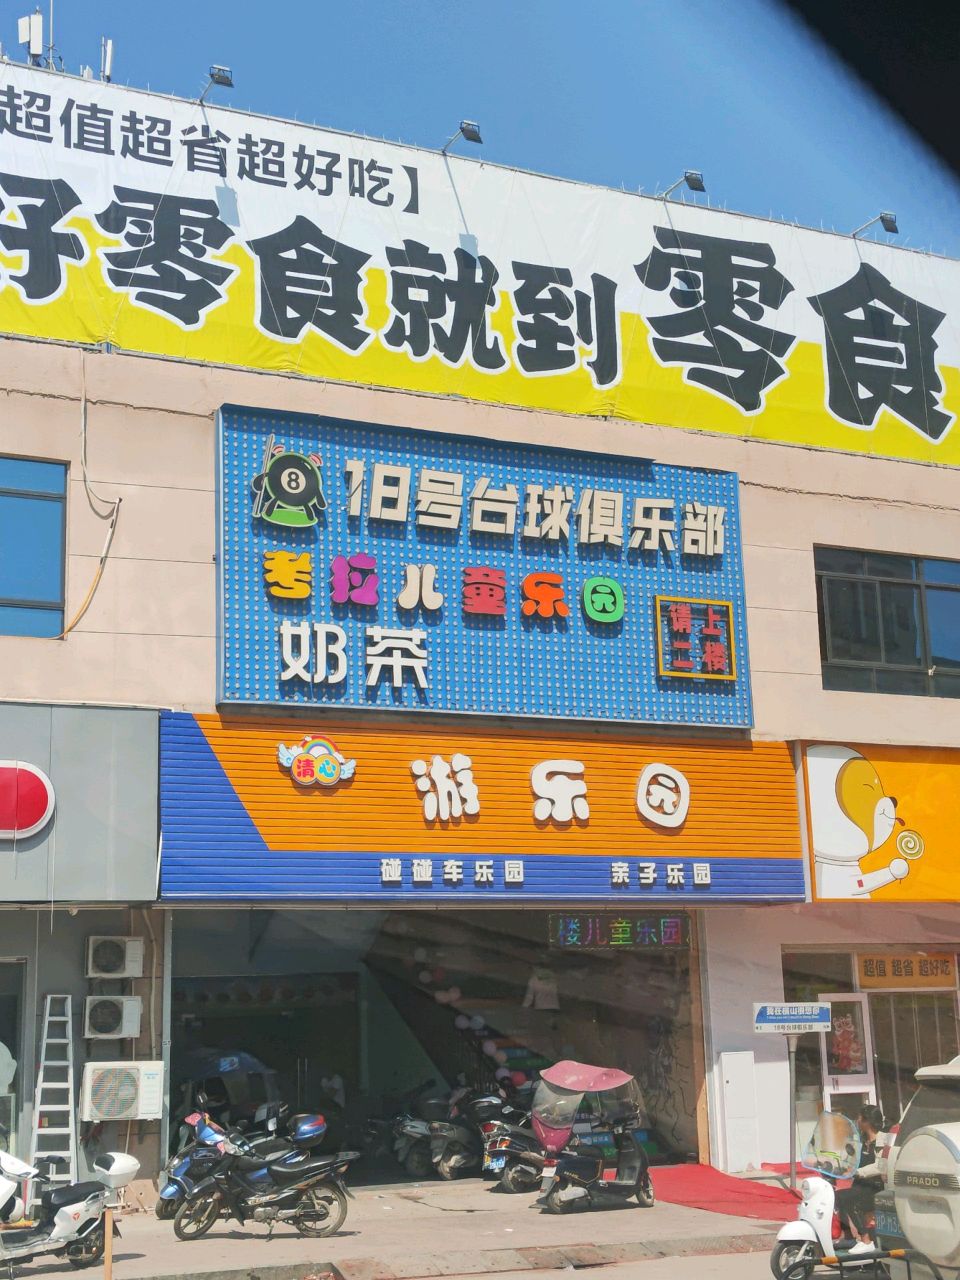 超值超省超好吃】
好零食就到零食
8
18号台球俱乐部
考拉儿童乐园
奶茶
请上
二楼
清心
游乐园
碰碰车乐园 亲子乐园
楼儿童乐园
超值 超省 超好吃
18号台球俱乐部
PRADO